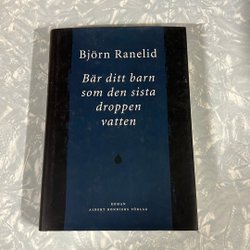 Björn Ranelid
Bär ditt barn
som den sista
droppen
vatten
ROMAN
ALBERT BONNIERS FÖRLAG